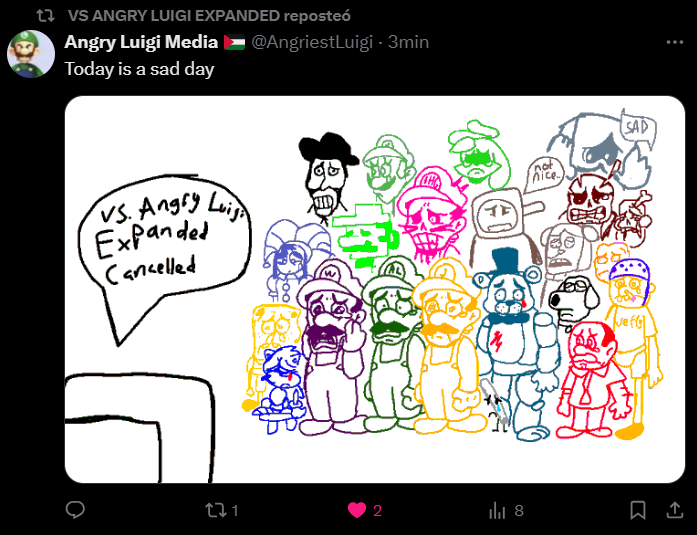 VS ANGRY LUIGI EXPANDED reposteó
Angry Luigi Media @AngriestLuigi · 3min
Today is a sad day
SAD
not
nice..
VS. Angry Luigi
Expanded
Cancelled
W
L
1
2
8